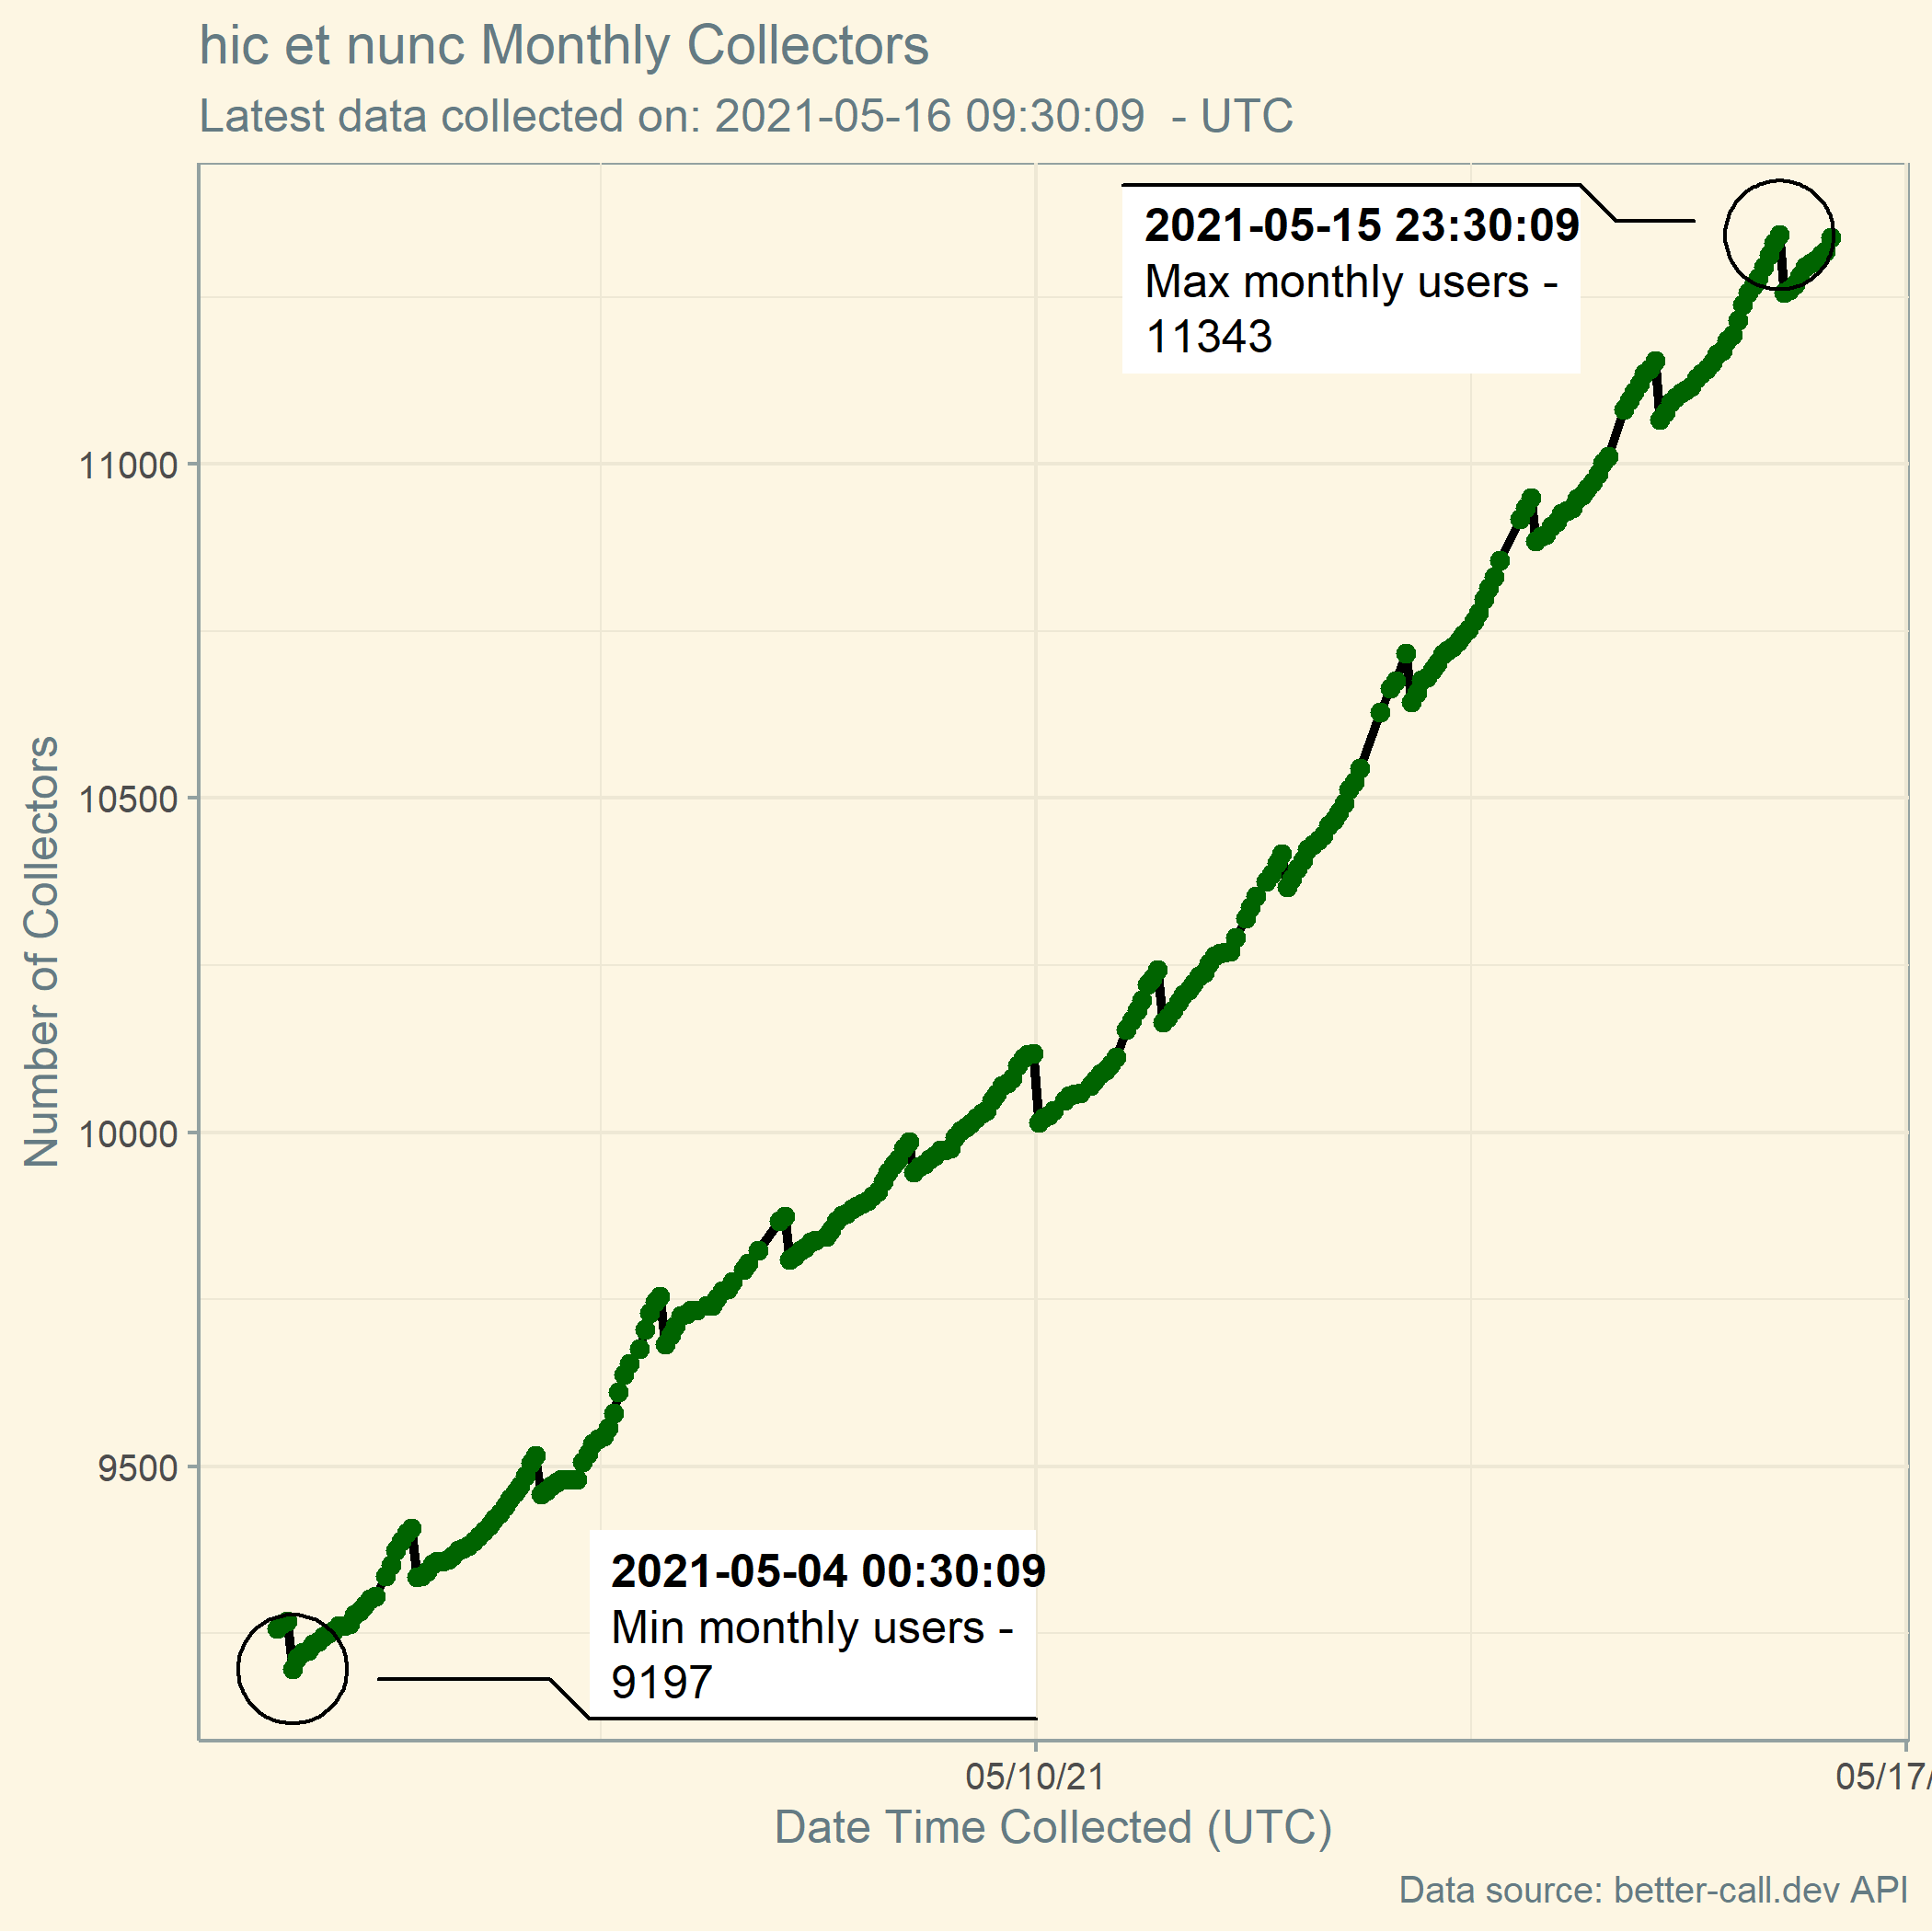 hic et nunc Monthly Collectors
Latest data collected on: 2021-05-16 09:30:09  - UTC
2021-05-15 23:30:09
Max monthly users -
11343
11000
10500
10000
9500
Number of Collectors
2021-05-04 00:30:09
Min monthly users -
9197
05/10/21
05/17/
Date Time Collected (UTC)
Data source: better-call.dev API